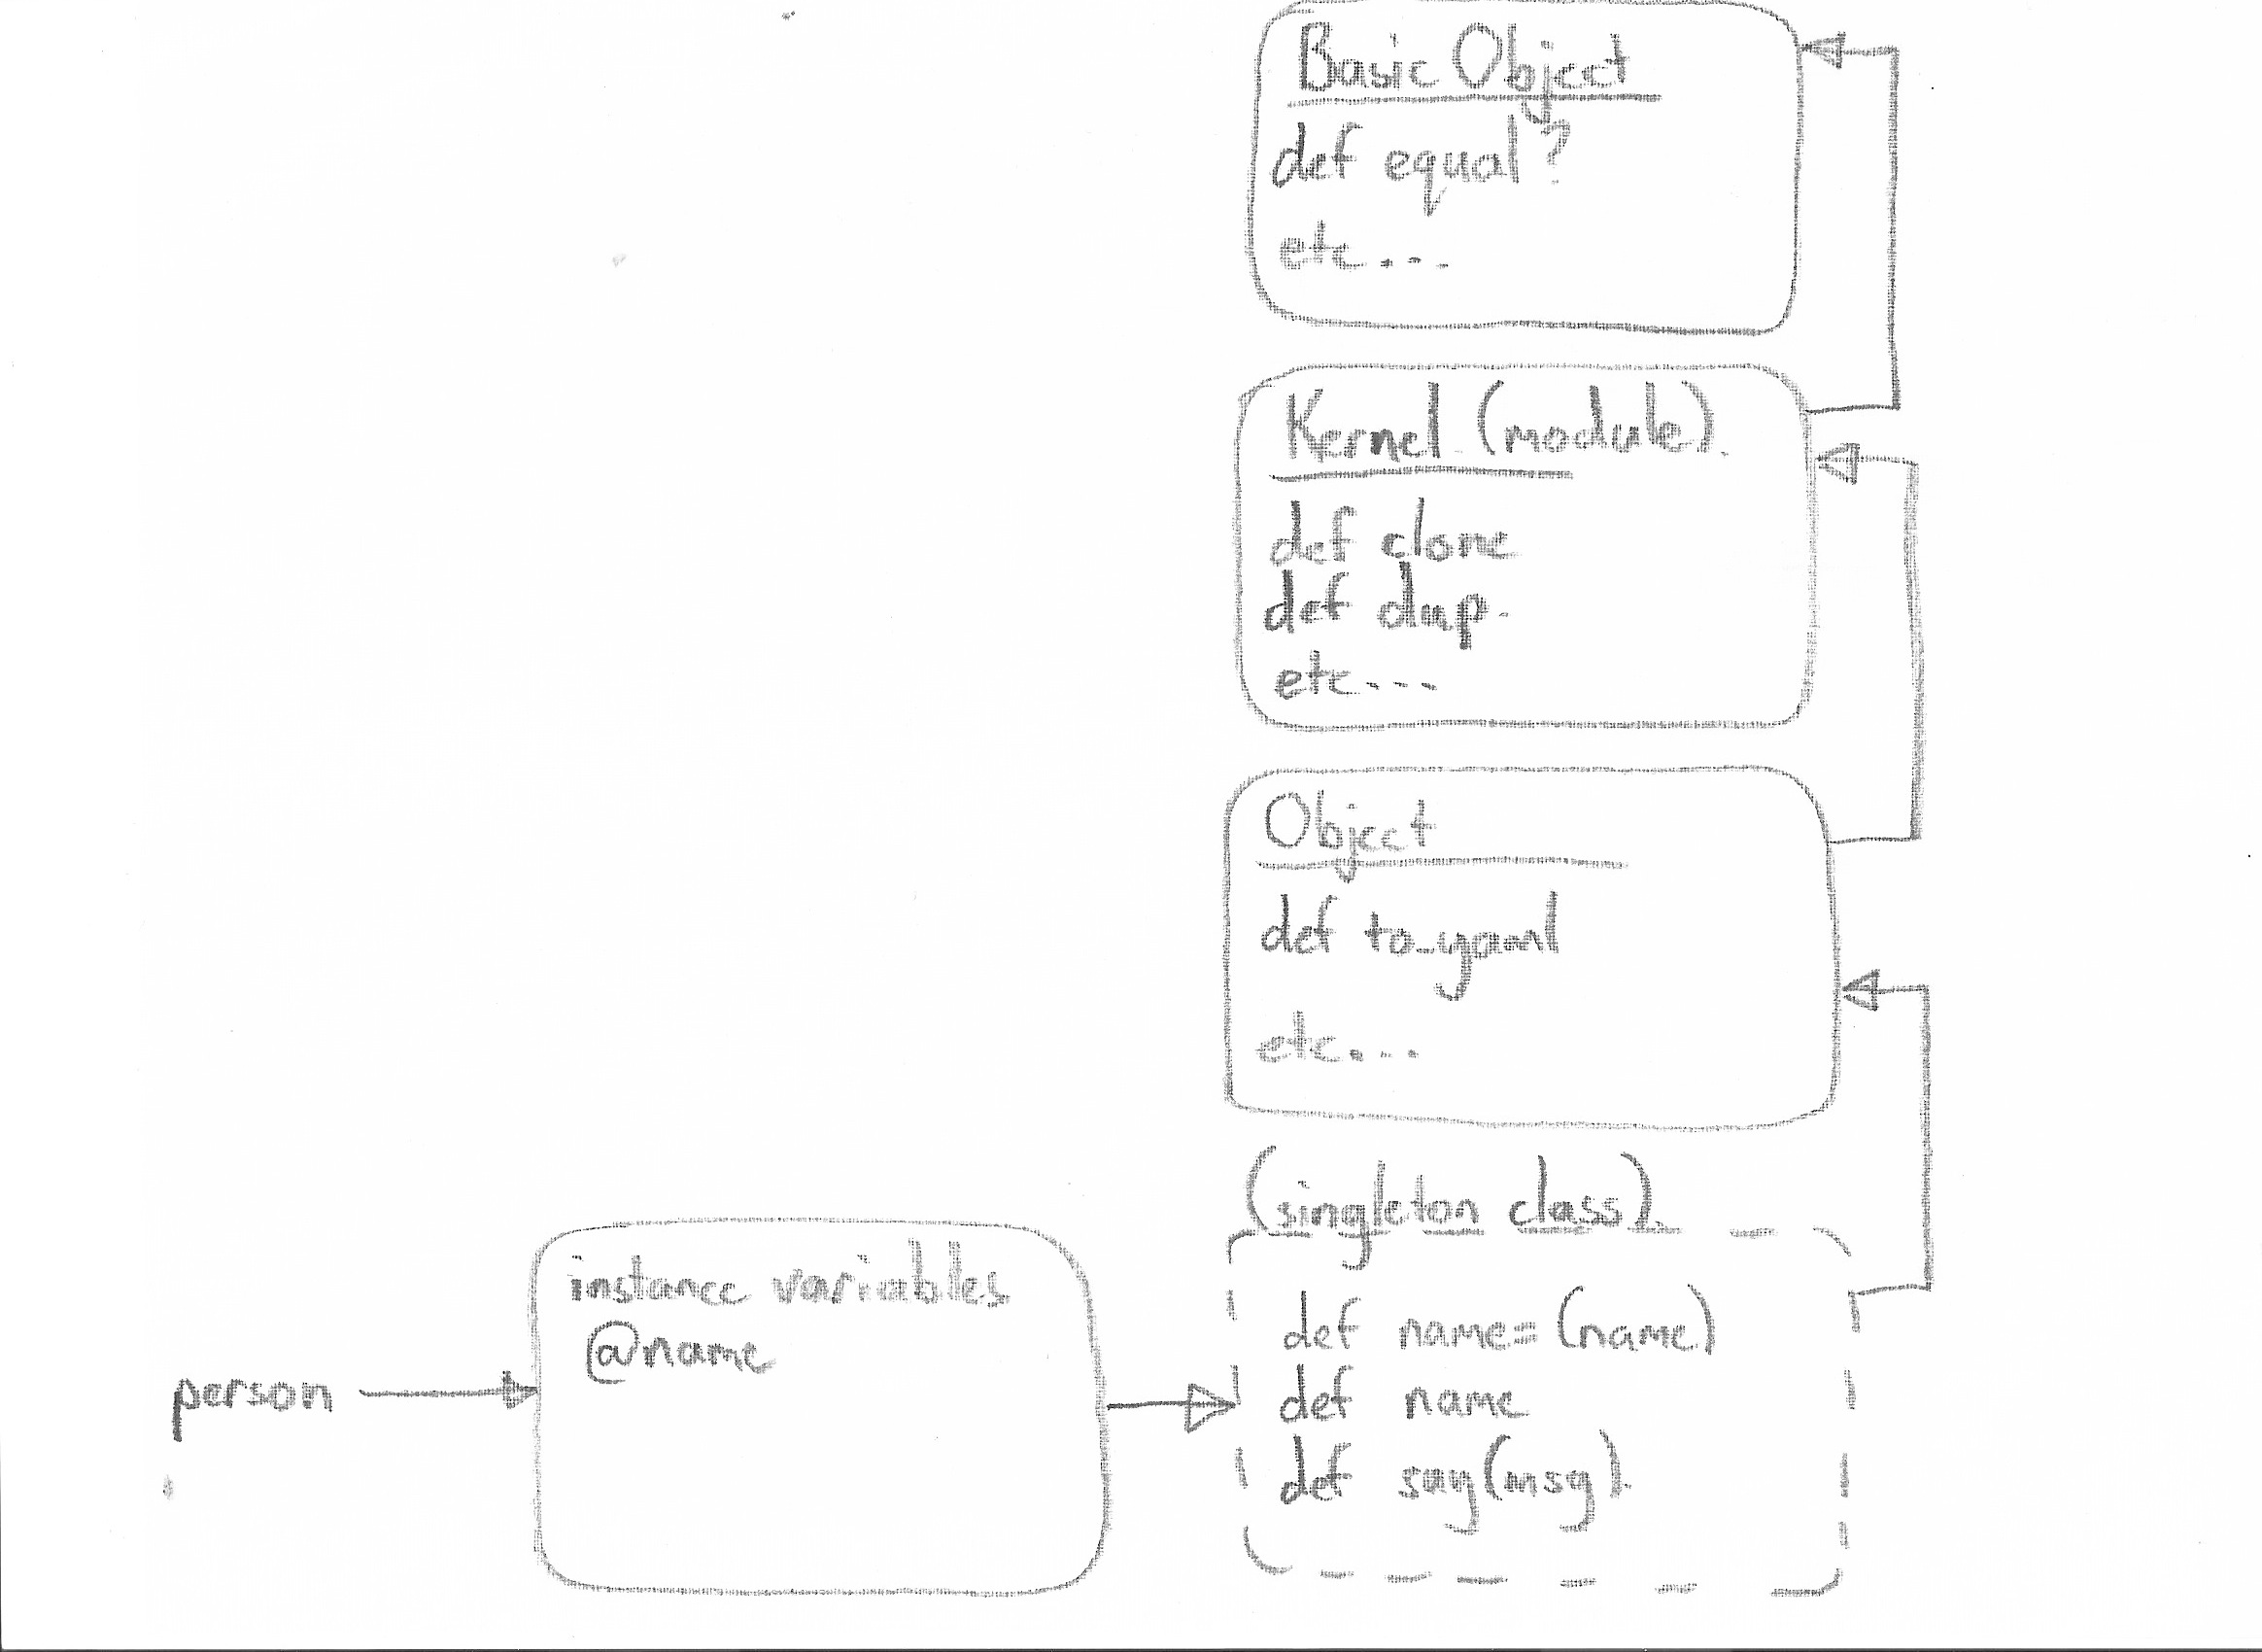 Basic Object
def equal?
etc...
Kernel (module)
def clone
def dup
etc...
Object
def to_yaml
etc...
(singleton class)
def name=(name)
def name
def say(msg)
instance variables
@name
person